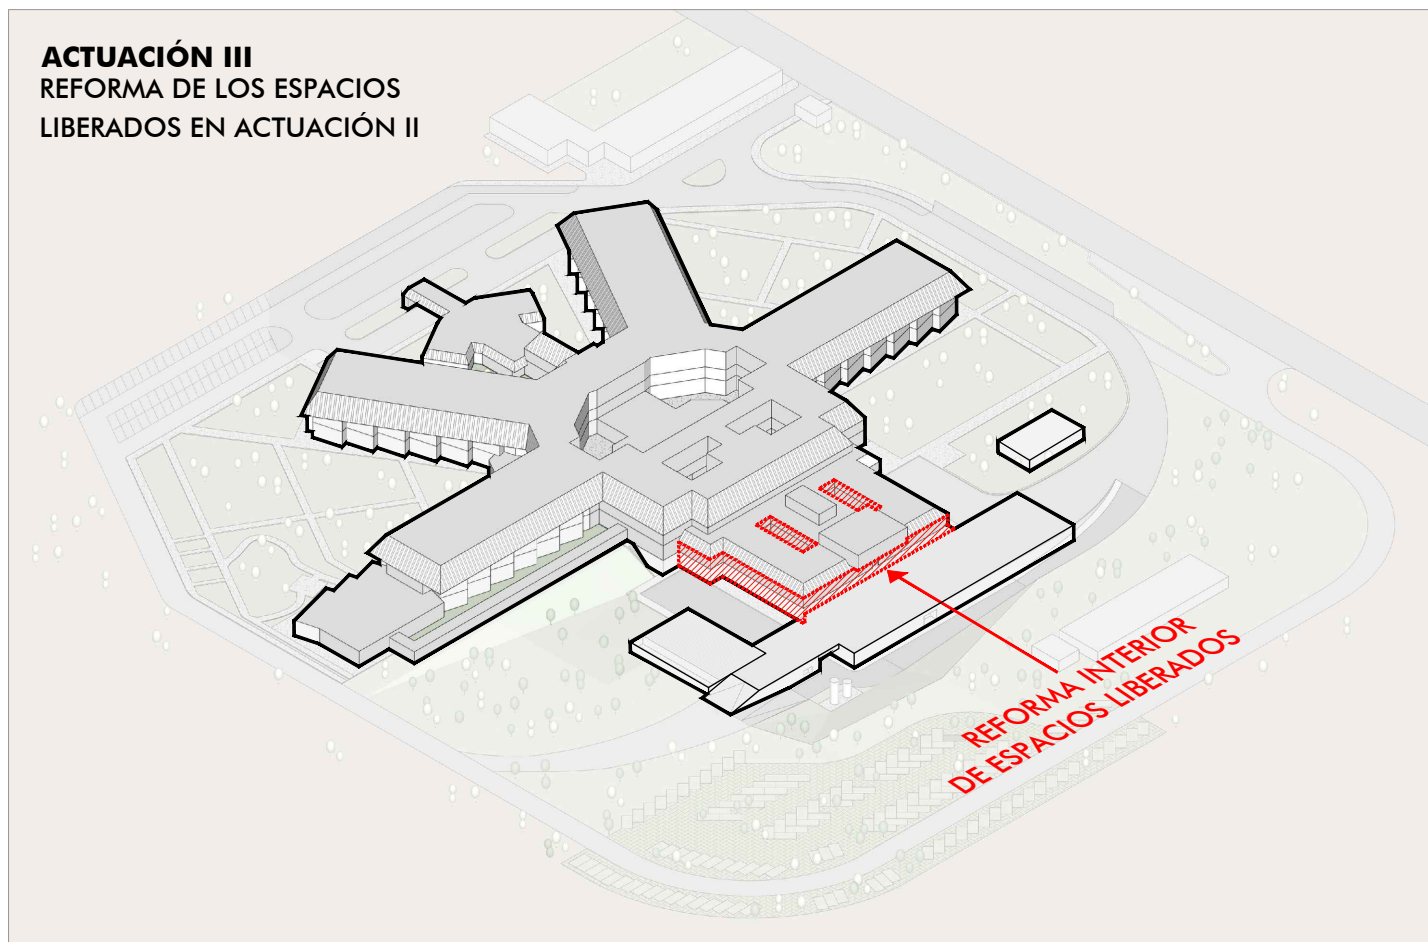 ACTUACIÓN III
REFORMA DE LOS ESPACIOS
LIBERADOS EN ACTUACIÓN II
REFORMA INTERIOR
DE ESPACIOS LIBERADOS